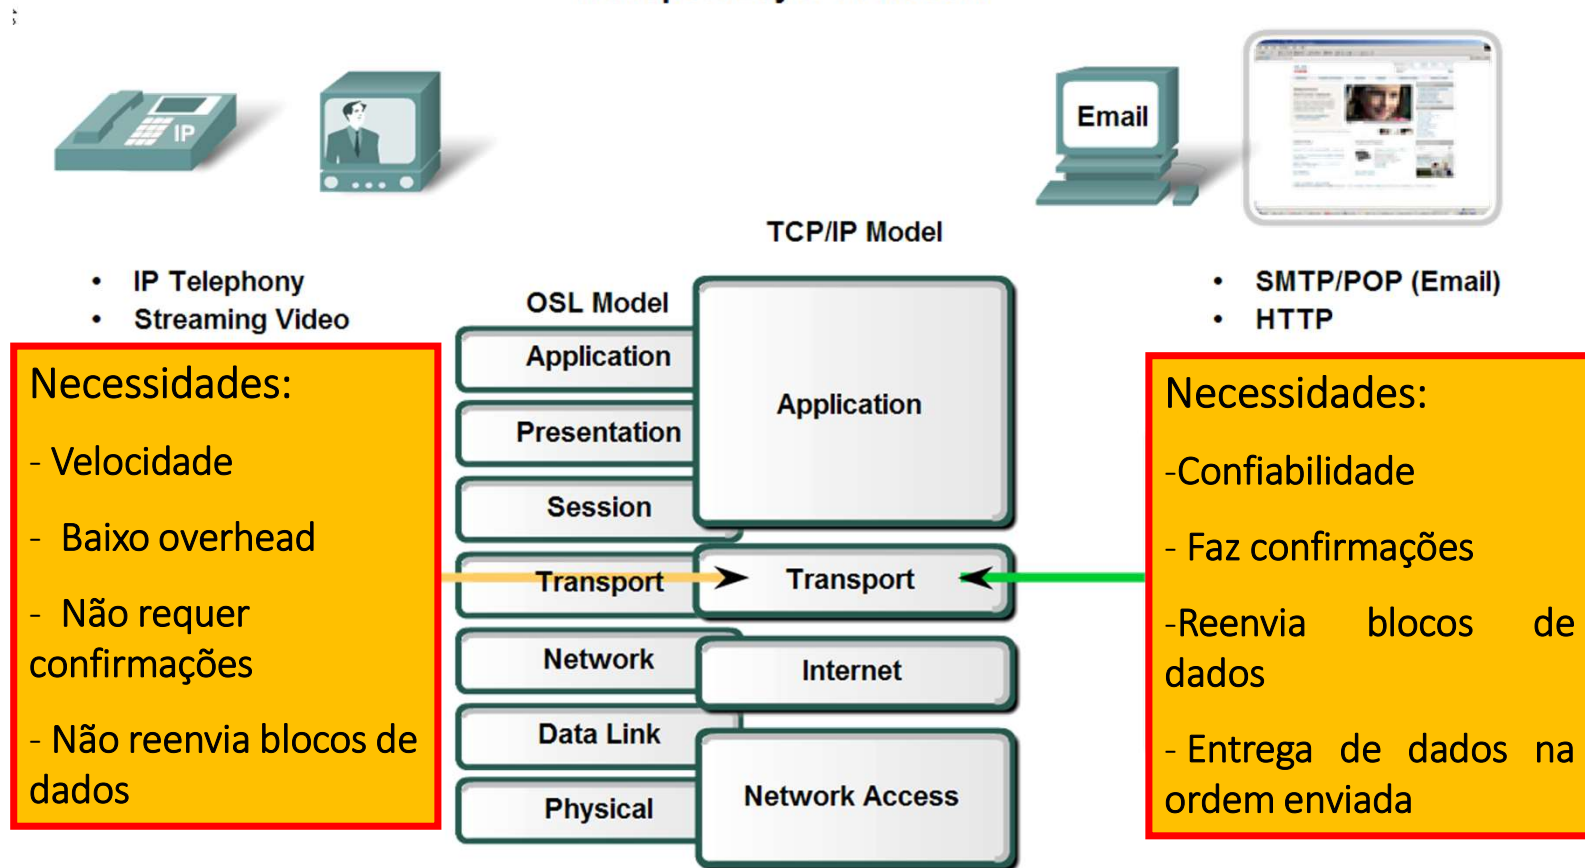 IP
Email
TCP/IP Model
• IP Telephony
• Streaming Video
OSL Model
• SMTP/POP (Email)
• HTTP
Necessidades:
- Velocidade
- Baixo overhead
- Não requer
confirmações
- Não reenvia blocos de
dados
Application
Presentation
Session
Transport
Network
Data Link
Physical
Application
Transport
Internet
Network Access
Necessidades:
-Confiabilidade
- Faz confirmações
-Reenvia blocos de
dados
- Entrega de dados na
ordem enviada